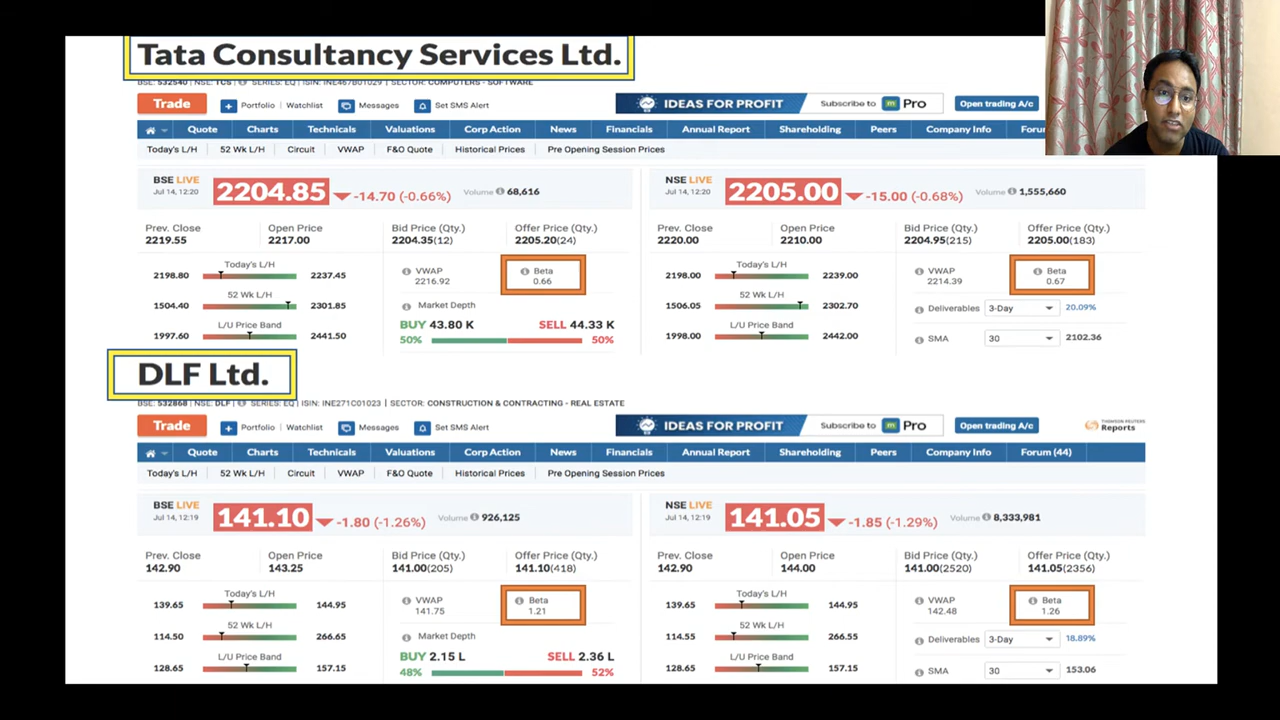 Tata Consultancy Services Ltd.
BSE: 532540 | NSE: TCS | SERIES: EQ | ISIN: INE467B01029 | SECTOR: COMPUTERS - SOFTWARE
Trade Portfolio Watchlist Messages Set SMS Alert IDEAS FOR PROFIT Subscribe to m Pro Open trading A/c
Quote Charts Technicals Valuations Corp Action News Financials Annual Report Shareholding Peers Company Info Foru
Today's L/H 52 Wk L/H Circuit VWAP F&O Quote Historical Prices Pre Opening Session Prices
BSE LIVE
Jul 14, 12:20
2204.85 -14.70 (-0.66%) Volume 68,616
NSE LIVE
Jul 14, 12:20
2205.00 -15.00 (-0.68%) Volume 1,555,660
Prev. Close Open Price Bid Price (Qty.) Offer Price (Qty.) Prev. Close Open Price Bid Price (Qty.) Offer Price (Qty.)
2219.55 2217.00 2204.35(12) 2205.20(24) 2220.00 2210.00 2204.95(215) 2205.00(183)
2198.80 Today's L/H 2237.45
1504.40 52 Wk L/H 2301.85
1997.60 L/U Price Band 2441.50
VWAP
2216.92
Beta
0.66
Market Depth
BUY 43.80 K SELL 44.33 K
50% 50%
2198.00 Today's L/H 2239.00
1506.05 52 Wk L/H 2302.70
1998.00 L/U Price Band 2442.00
VWAP
2214.39
Beta
0.67
Deliverables 3-Day 20.09%
SMA 30 2102.36
DLF Ltd.
BSE: 532868 | NSE: DLF | SERIES: EQ | ISIN: INE271C01023 | SECTOR: CONSTRUCTION & CONTRACTING - REAL ESTATE
Trade Portfolio Watchlist Messages Set SMS Alert IDEAS FOR PROFIT Subscribe to m Pro Open trading A/c THOMSON REUTERS
Reports
Quote Charts Technicals Valuations Corp Action News Financials Annual Report Shareholding Peers Company Info Forum (44)
Today's L/H 52 Wk L/H Circuit VWAP F&O Quote Historical Prices Pre Opening Session Prices
BSE LIVE
Jul 14, 12:19
141.10 -1.80 (-1.26%) Volume 926,125
NSE LIVE
Jul 14, 12:19
141.05 -1.85 (-1.29%) Volume 8,333,981
Prev. Close Open Price Bid Price (Qty.) Offer Price (Qty.) Prev. Close Open Price Bid Price (Qty.) Offer Price (Qty.)
142.90 143.25 141.00(205) 141.10(418) 142.90 144.00 141.00(2520) 141.05(2356)
139.65 Today's L/H 144.95
114.50 52 Wk L/H 266.65
128.65 L/U Price Band 157.15
VWAP
141.75
Beta
1.21
Market Depth
BUY 2.15 L SELL 2.36 L
48% 52%
139.65 Today's L/H 144.95
114.55 52 Wk L/H 266.55
128.65 L/U Price Band 157.15
VWAP
142.48
Beta
1.26
Deliverables 3-Day 18.89%
SMA 30 153.06